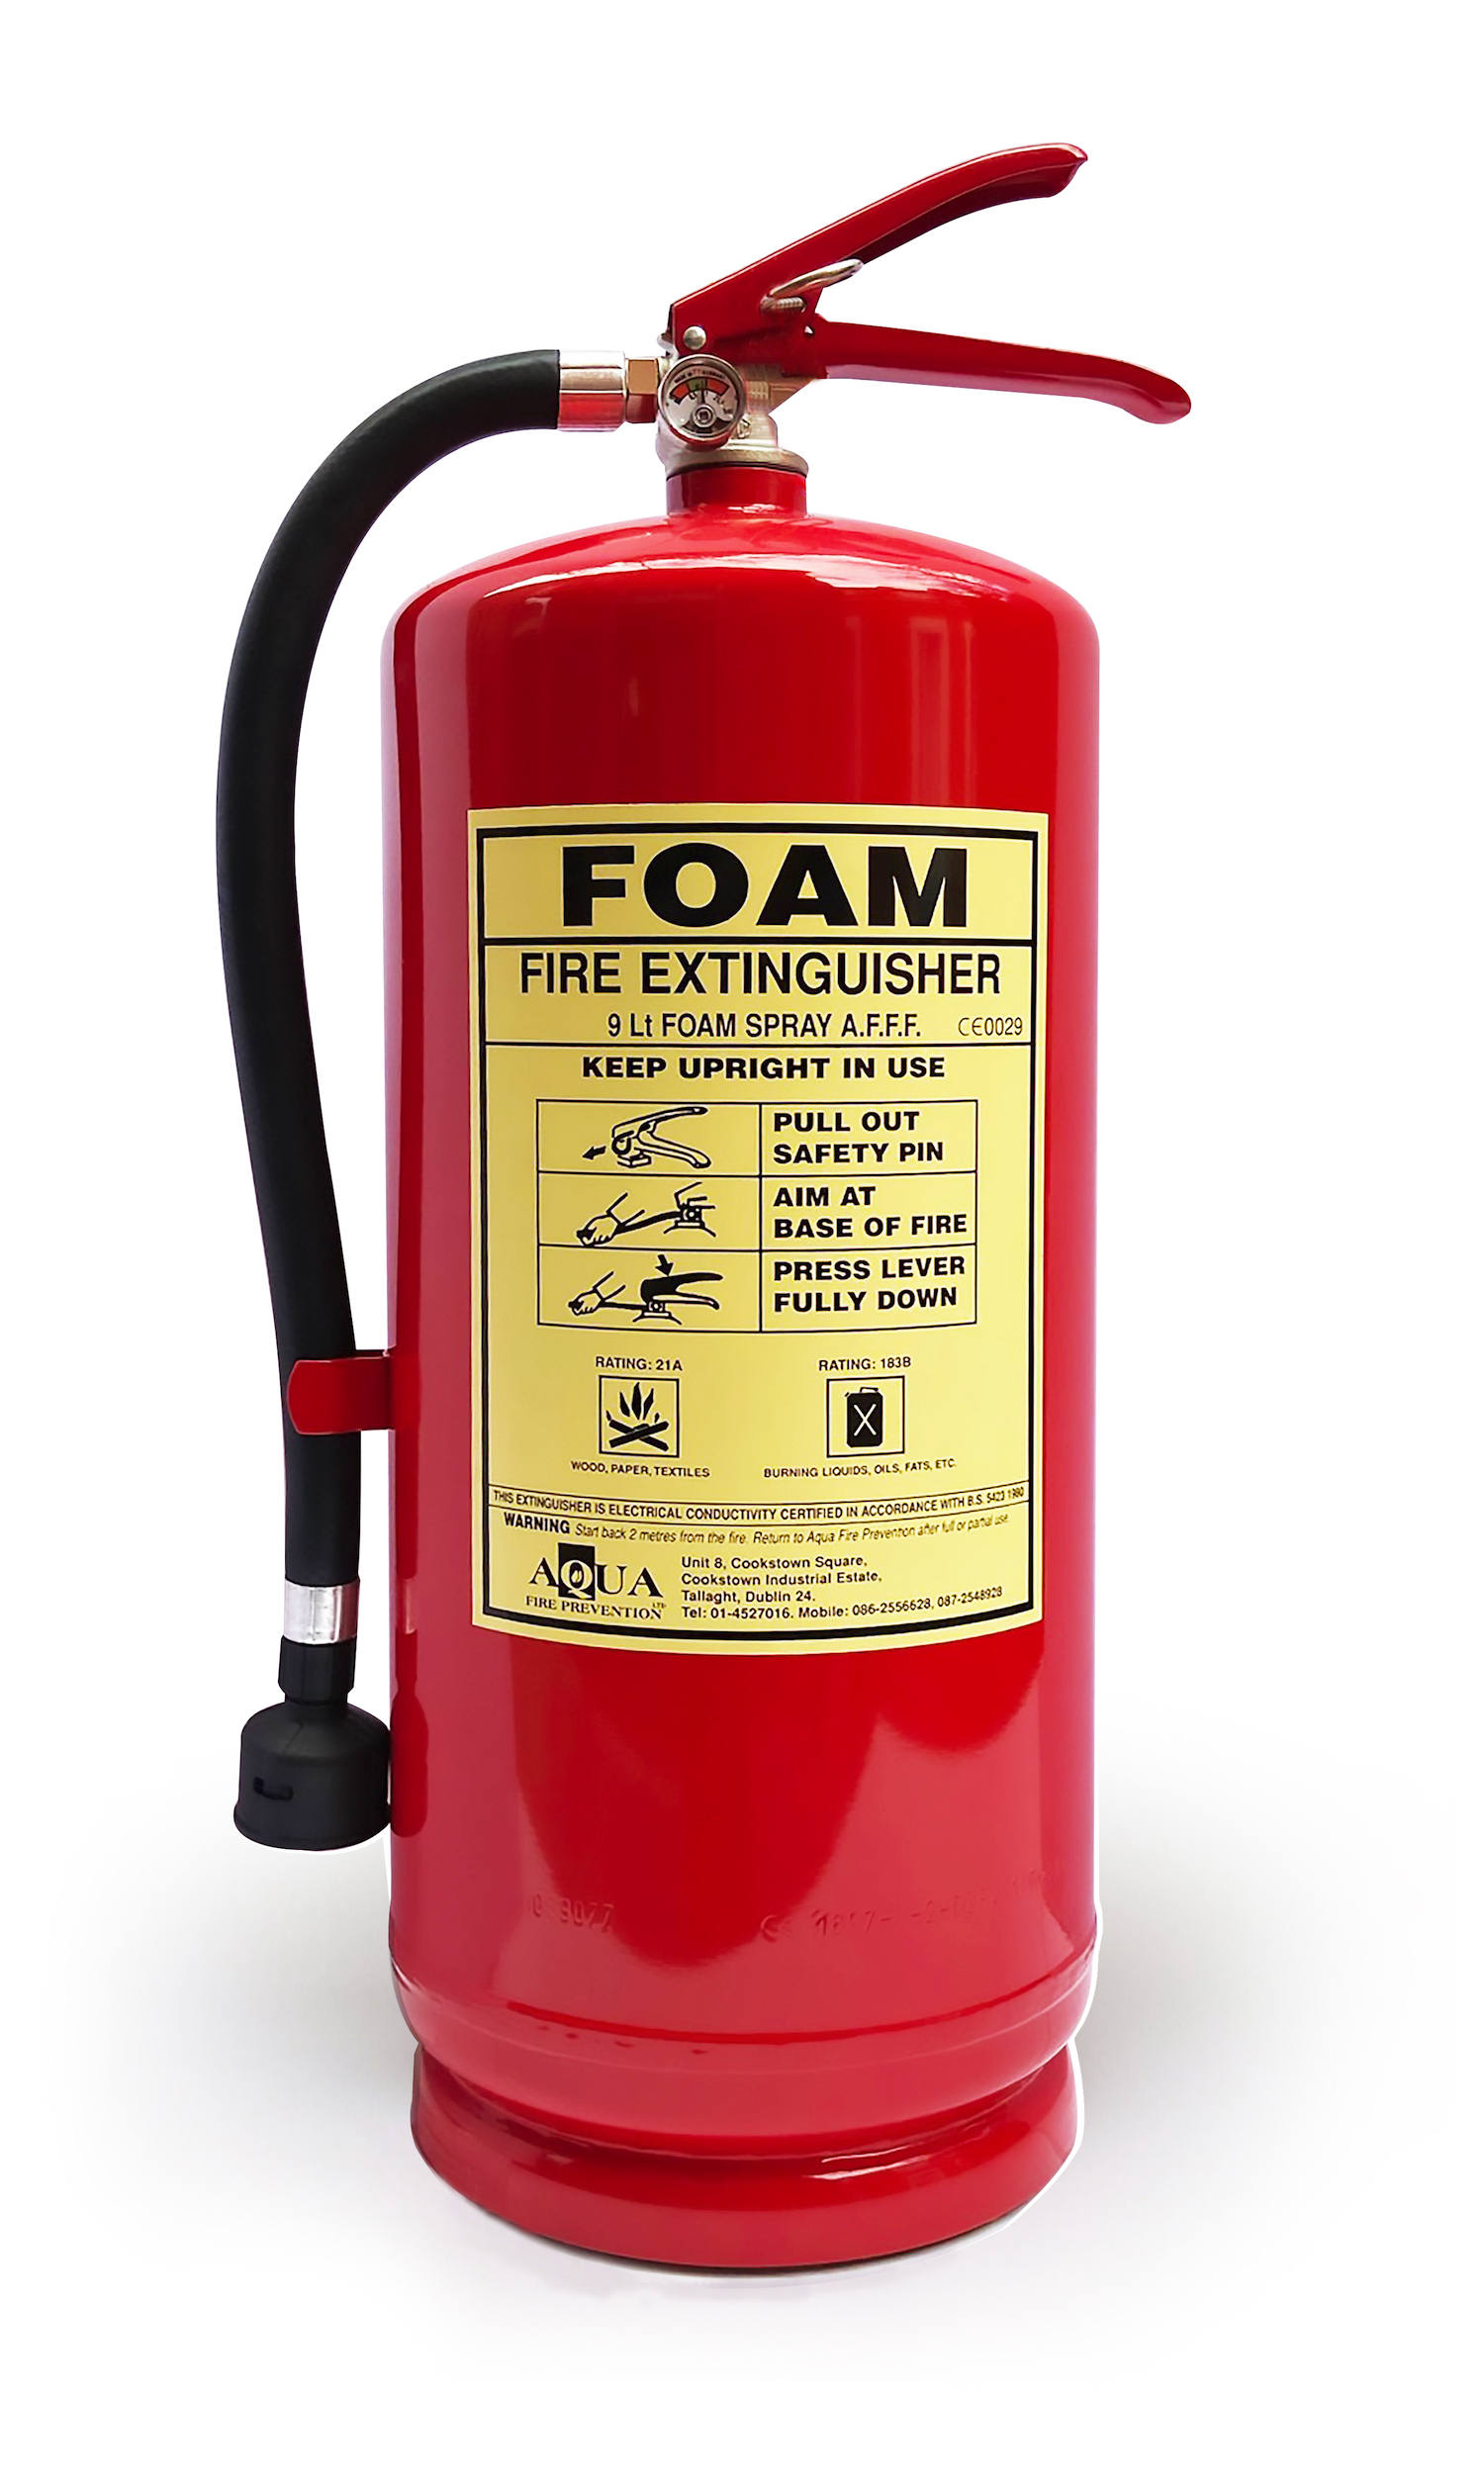 FOAM
FIRE EXTINGUISHER
9 Lt FOAM SPRAY A.F.F.F. CE0029
KEEP UPRIGHT IN USE
PULL OUT
SAFETY PIN
AIM AT
BASE OF FIRE
PRESS LEVER
FULLY DOWN
RATING: 21A RATING: 183B
WOOD, PAPER, TEXTILES BURNING LIQUIDS, OILS, FATS, ETC.
THIS EXTINGUISHER IS ELECTRICAL CONDUCTIVITY CERTIFIED IN ACCORDANCE WITH B.S. 5423 1980
WARNING Start back 2 metres from the fire. Return to Aqua Fire Prevention after full or partial use.
AQUA
FIRE PREVENTION LTD
Unit 8, Cookstown Square,
Cookstown Industrial Estate,
Tallaght, Dublin 24.
Tel: 01-4527016. Mobile: 086-2556628, 087-2548928